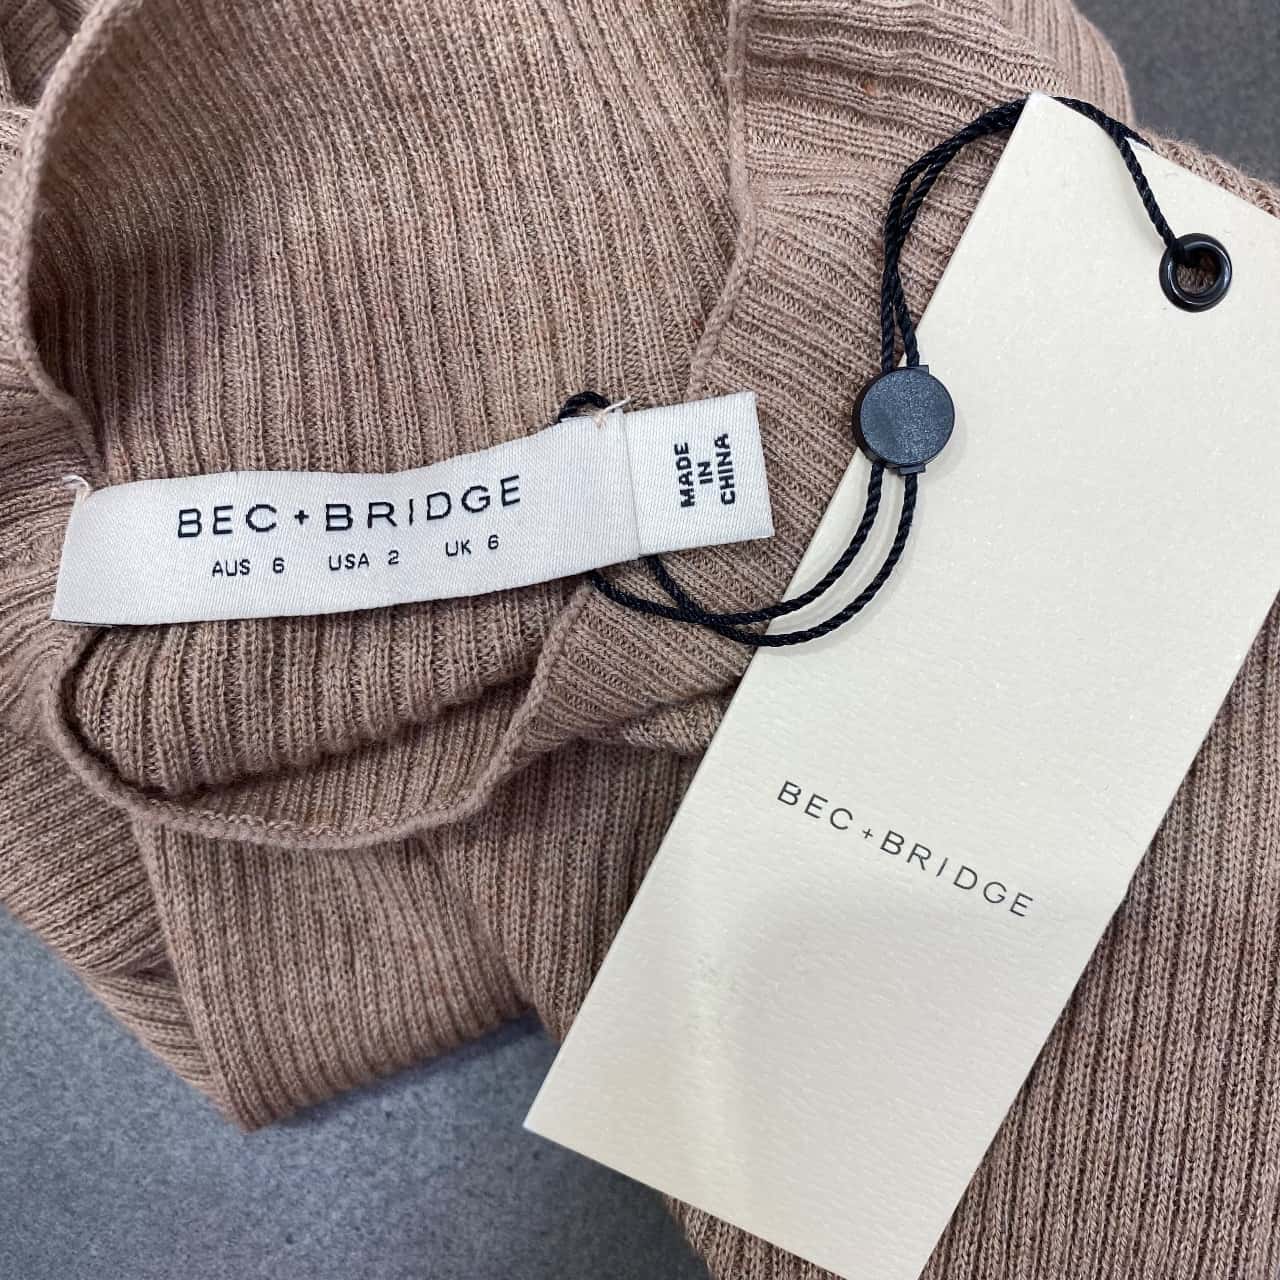 BEC + BRIDGE
AUS 6 USA 2 UK 6
MADE
IN
CHINA
BEC + BRIDGE